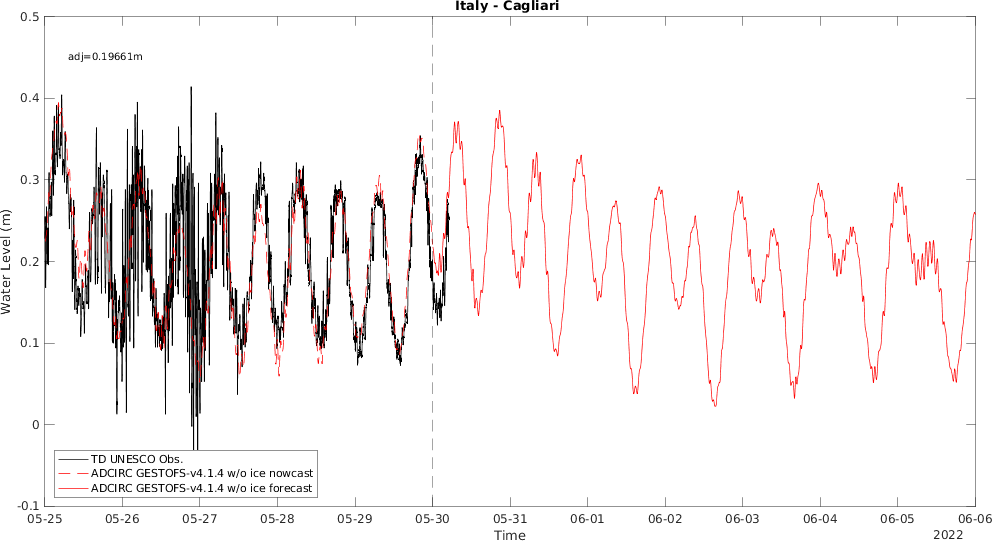 Italy - Cagliari
adj=0.19661m
Water Level (m)
0.5
0.4
0.3
0.2
0.1
0
-0.1
TD UNESCO Obs.
ADCIRC GESTOFS-v4.1.4 w/o ice nowcast
ADCIRC GESTOFS-v4.1.4 w/o ice forecast
05-25 05-26 05-27 05-28 05-29 05-30 05-31 06-01 06-02 06-03 06-04 06-05 06-06
Time
2022